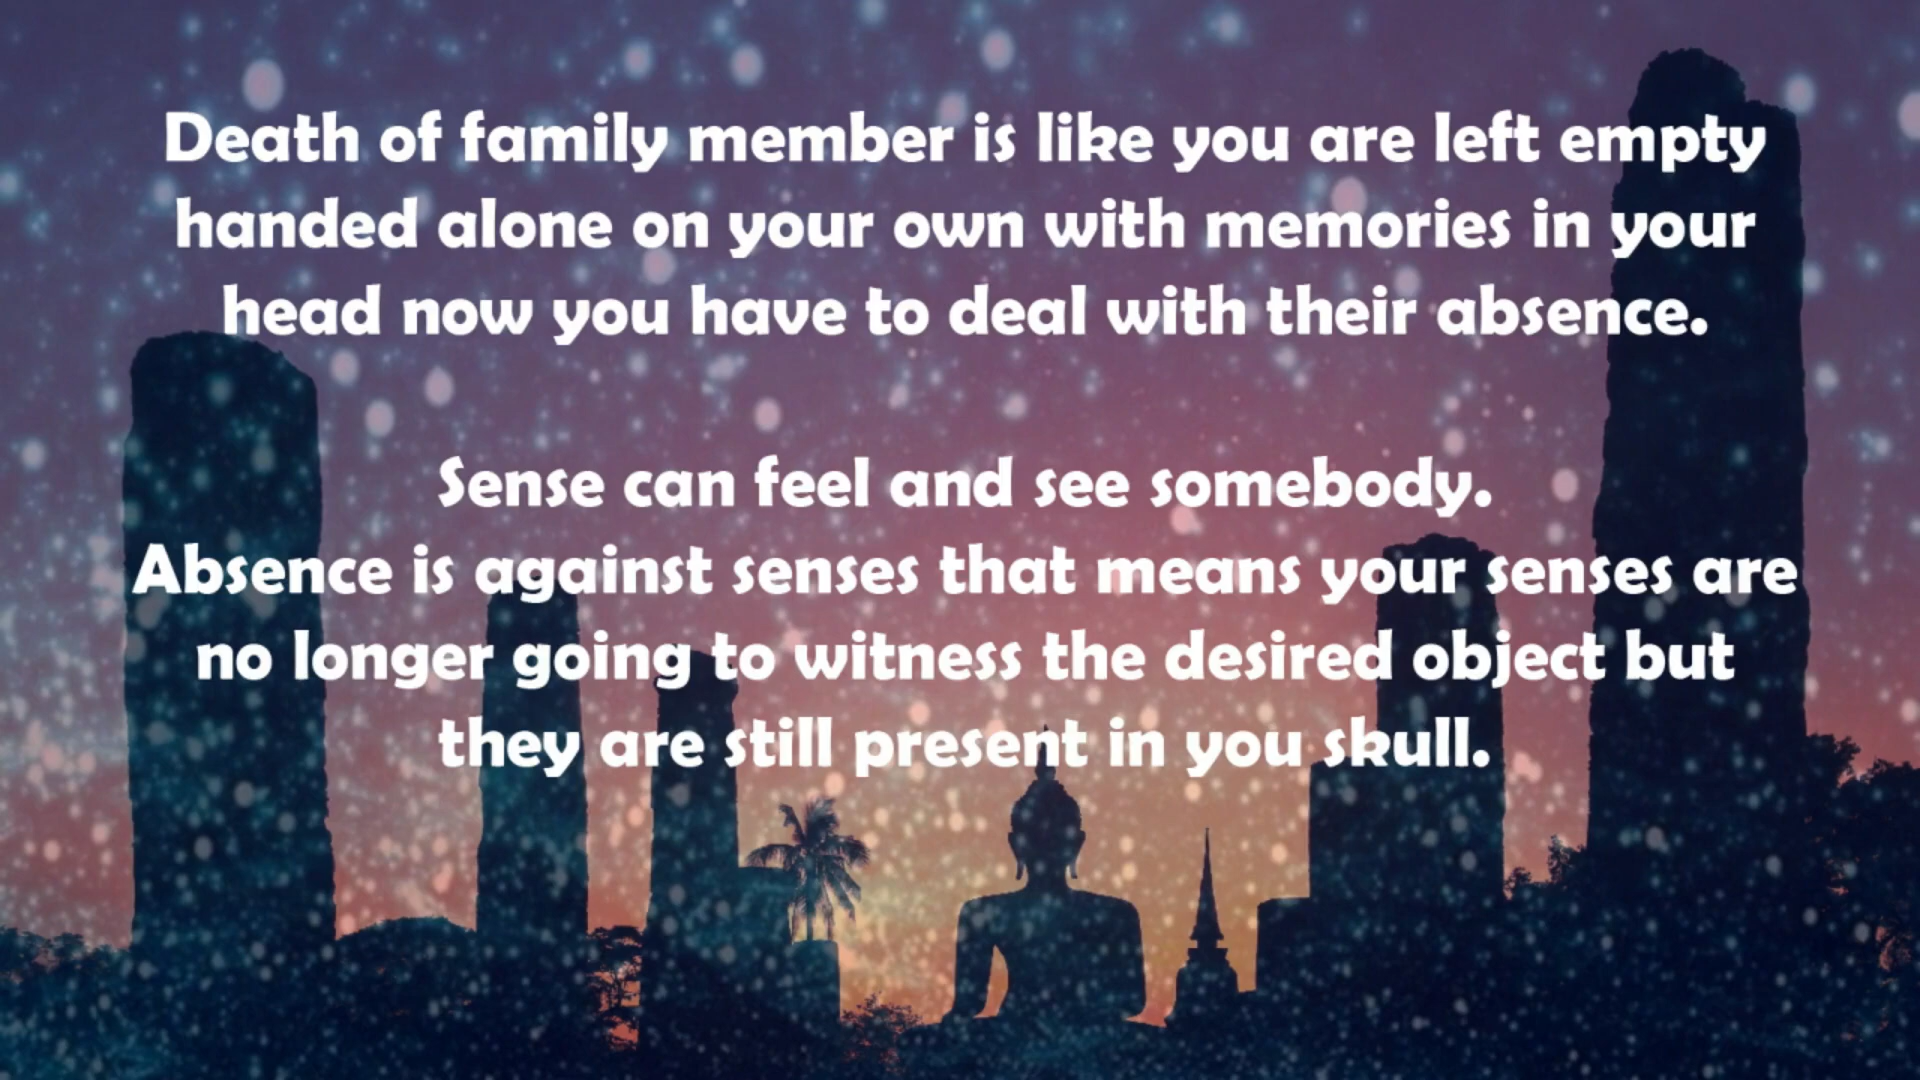 Death of family member is like you are left empty
handed alone on your own with memories in your
head now you have to deal with their absence.
Sense can feel and see somebody.
Absence is against senses that means your senses are
no longer going to witness the desired object but
they are still present in you skull.